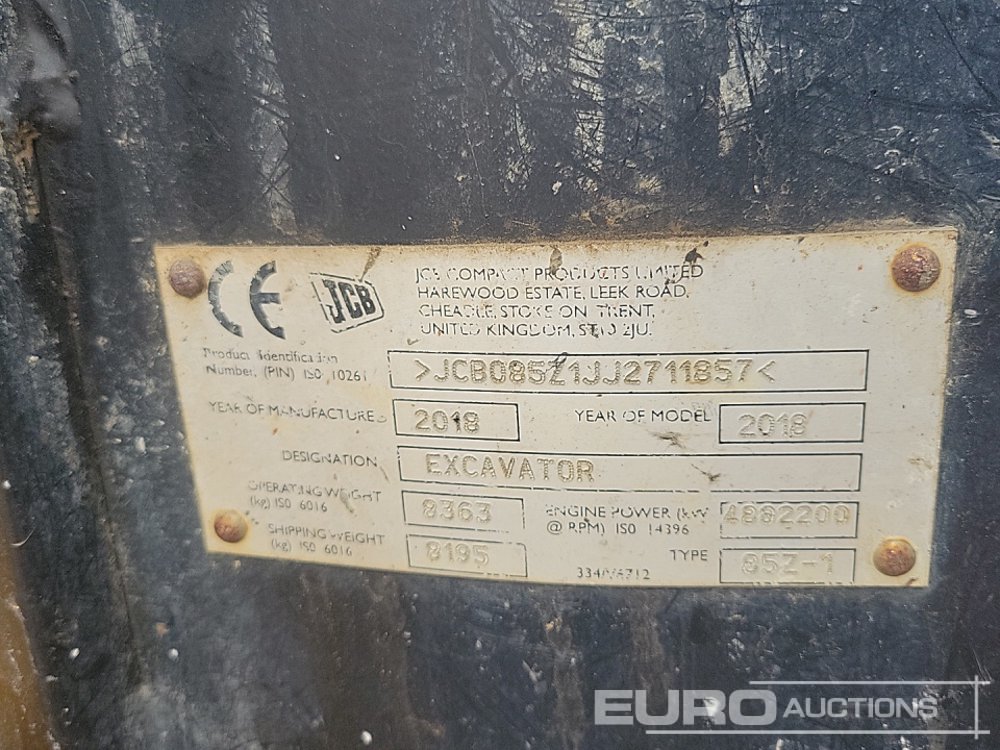 CE
JCB
JCB COMPACT PRODUCTS LIMITED
HAREWOOD ESTATE, LEEK ROAD,
CHEADLE, STOKE ON TRENT,
UNITED KINGDOM, ST10 2JU.
Product Identification
Number, (PIN) ISO 10261
>JCB085Z1JJ2711857<
YEAR OF MANUFACTURE 2018 YEAR OF MODEL 2018
DESIGNATION EXCAVATOR
OPERATING WEIGHT
(kg) ISO 6016
8363
ENGINE POWER (kW
@ RPM) ISO 14396
SHIPPING WEIGHT
(kg) ISO 6016
8195
TYPE 85Z-1
EURO AUCTIONS